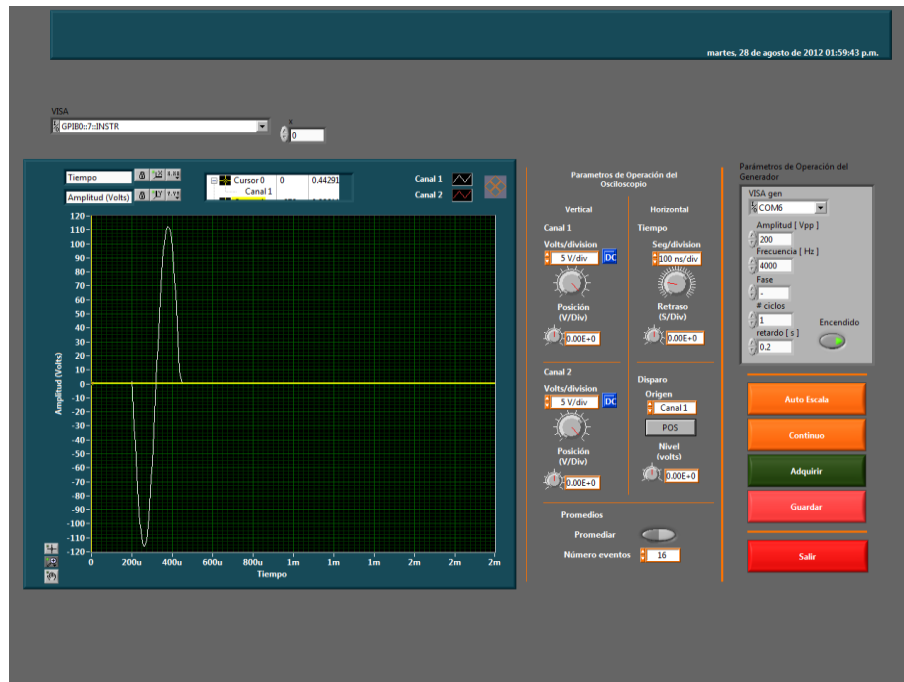 martes, 28 de agosto de 2012 01:59:43 p.m.
VISA
GPIB0::7::INSTR
x
0
Tiempo
Amplitud (Volts)
Cursor 0 0 0.44291
Canal 1
Canal 1
Canal 2
120
110
100
90
80
70
60
50
40
30
20
10
0
-10
-20
-30
-40
-50
-60
-70
-80
-90
-100
-110
-120
Amplitud (Volts)
0 200u 400u 600u 800u 1m 1m 1m 2m 2m 2m
Tiempo
Parametros de Operación del
Osciloscopio
Vertical
Canal 1
Volts/division
5 V/div DC
Posición
(V/Div)
0.00E+0
Canal 2
Volts/division
5 V/div DC
Posición
(V/Div)
0.00E+0
Horizontal
Tiempo
Seg/division
100 ns/div
Retraso
(S/Div)
0.00E+0
Disparo
Origen
Canal 1
POS
Nivel
(volts)
0.00E+0
Promedios
Promediar
Número eventos 16
Parámetros de Operación del
Generador
VISA gen
COM6
Amplitud [ Vpp ]
200
Frecuencia [ Hz ]
4000
Fase
-
# ciclos
1
retardo [ s ]
0.2
Encendido
Auto Escala
Continuo
Adquirir
Guardar
Salir